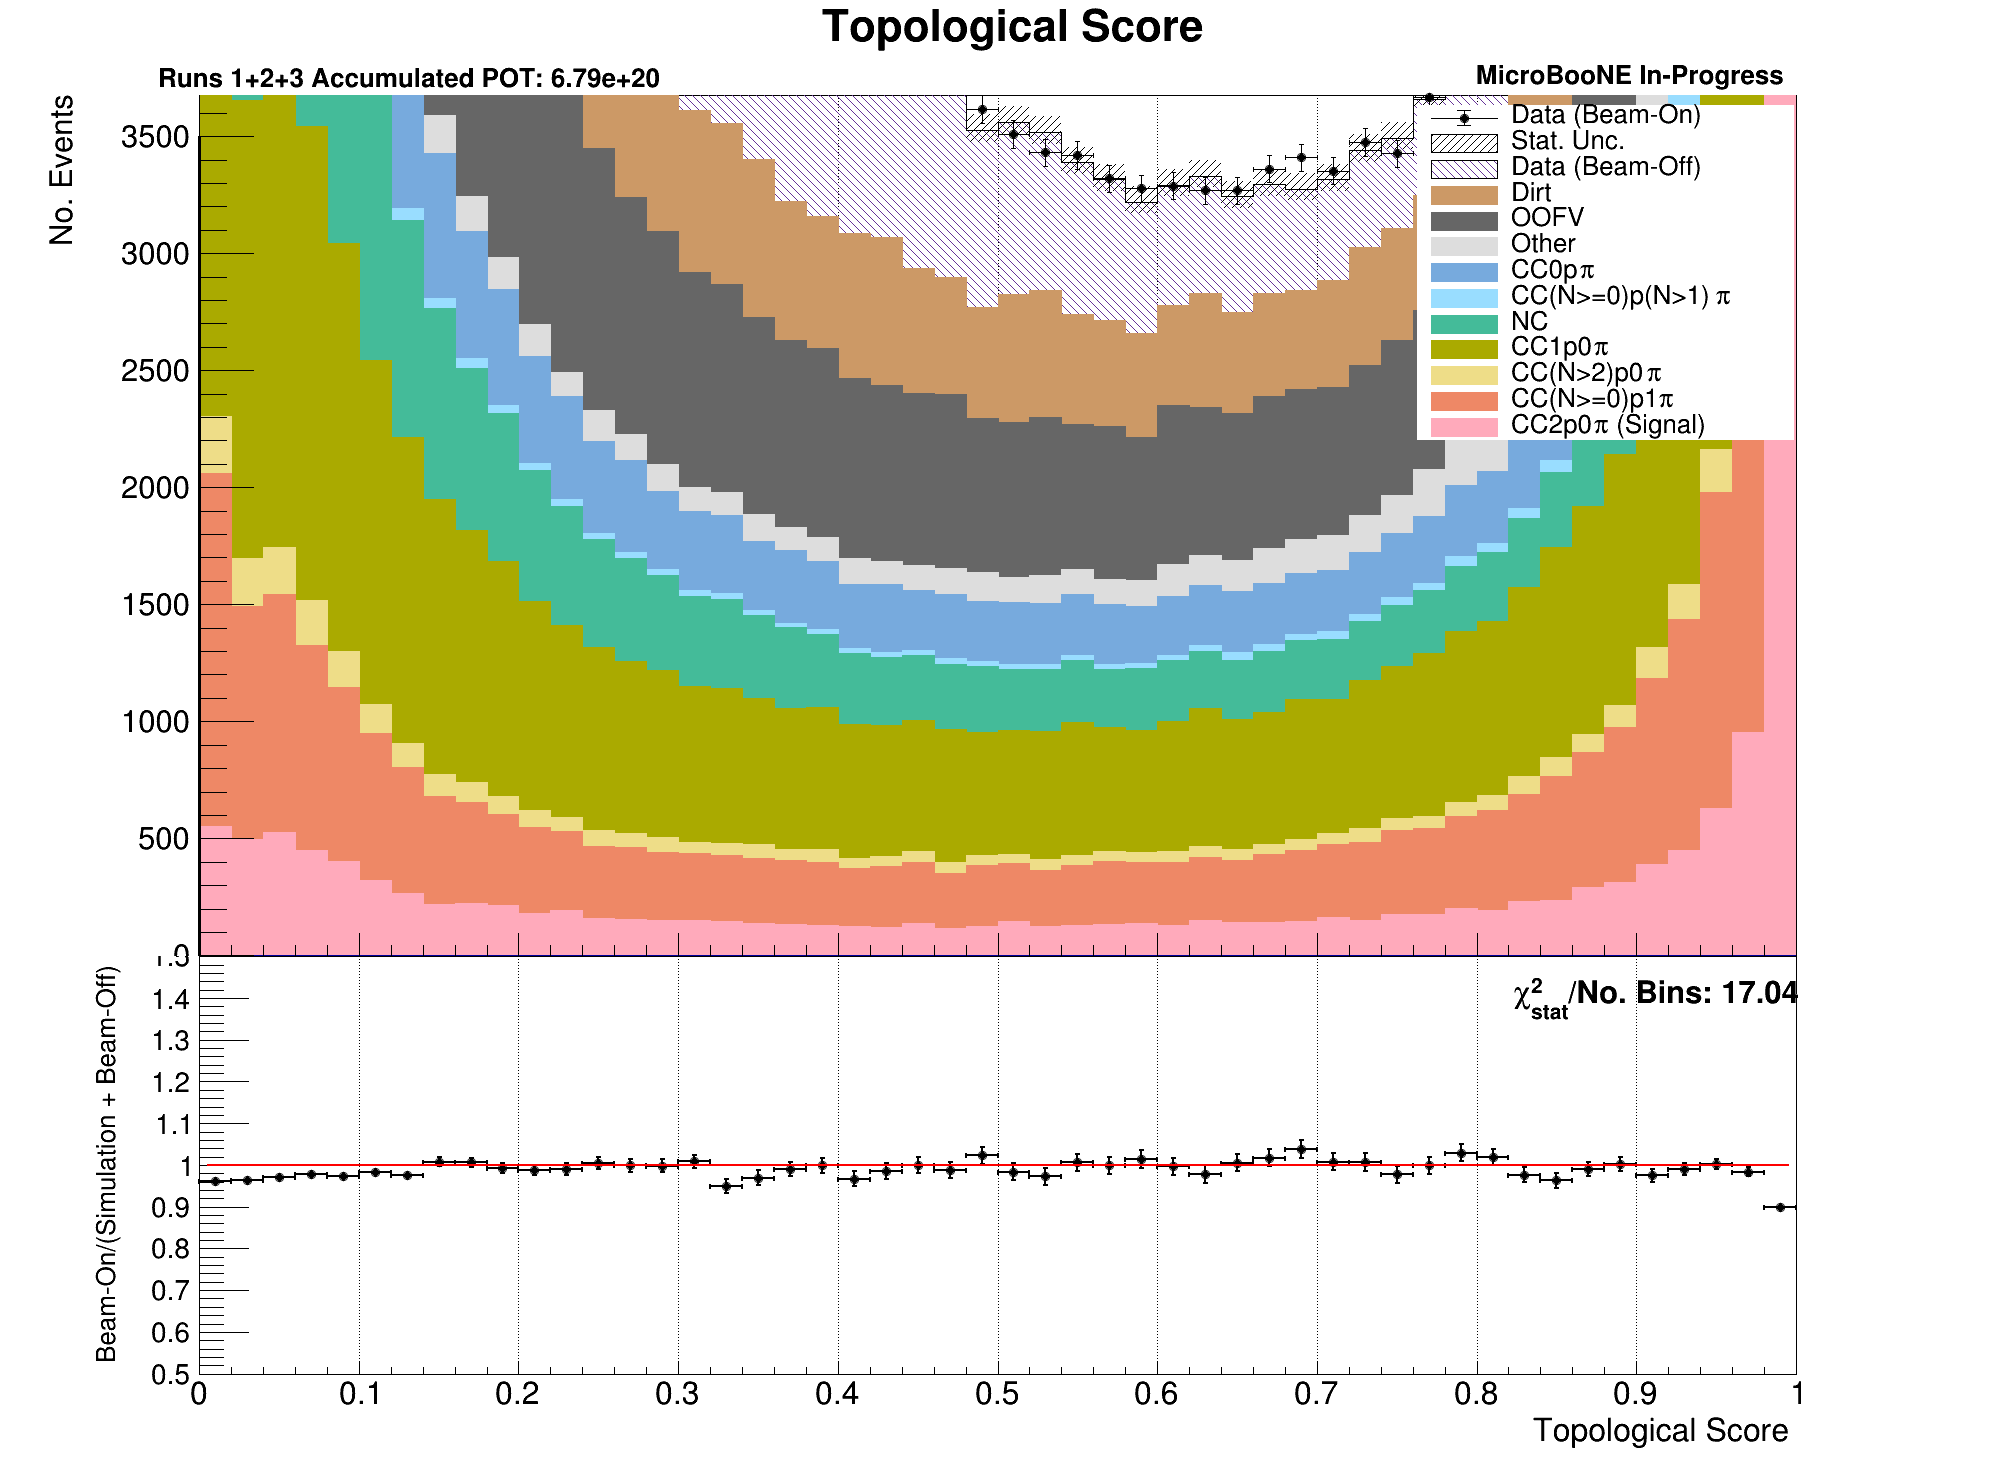 Topological Score
Runs 1+2+3 Accumulated POT: 6.79e+20
MicroBooNE In-Progress
No. Events
3500
3000
2500
2000
1500
1000
500
0
Data (Beam-On)
Stat. Unc.
Data (Beam-Off)
Dirt
OOFV
Other
CC0pπ
CC(N>=0)p(N>1) π
NC
CC1p0π
CC(N>2)p0π
CC(N>=0)p1π
CC2p0π (Signal)
Beam-On/(Simulation + Beam-Off)
1.5
1.4
1.3
1.2
1.1
1
0.9
0.8
0.7
0.6
0.5
χ²stat/No. Bins: 17.04
0 0.1 0.2 0.3 0.4 0.5 0.6 0.7 0.8 0.9 1
Topological Score